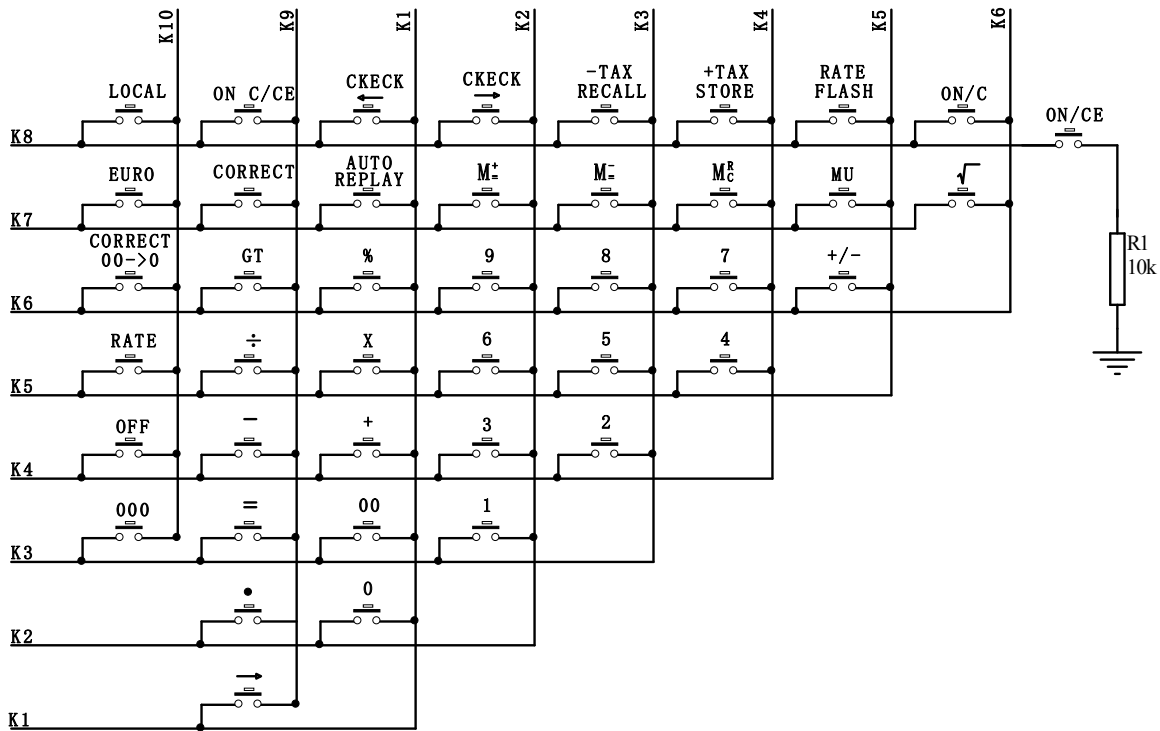 K10 K9 K1 K2 K3 K4 K5 K6
LOCAL ON C/CE CKECK ← CKECK → -TAX RECALL +TAX STORE RATE FLASH ON/C ON/CE
K8
EURO CORRECT AUTO REPLAY M+= M-= MRC MU √
K7
CORRECT 00->0 GT % 9 8 7 +/-
K6
R1
10k
RATE ÷ X 6 5 4
K5
OFF - + 3 2
K4
000 = 00 1
K3
• 0
K2
→
K1